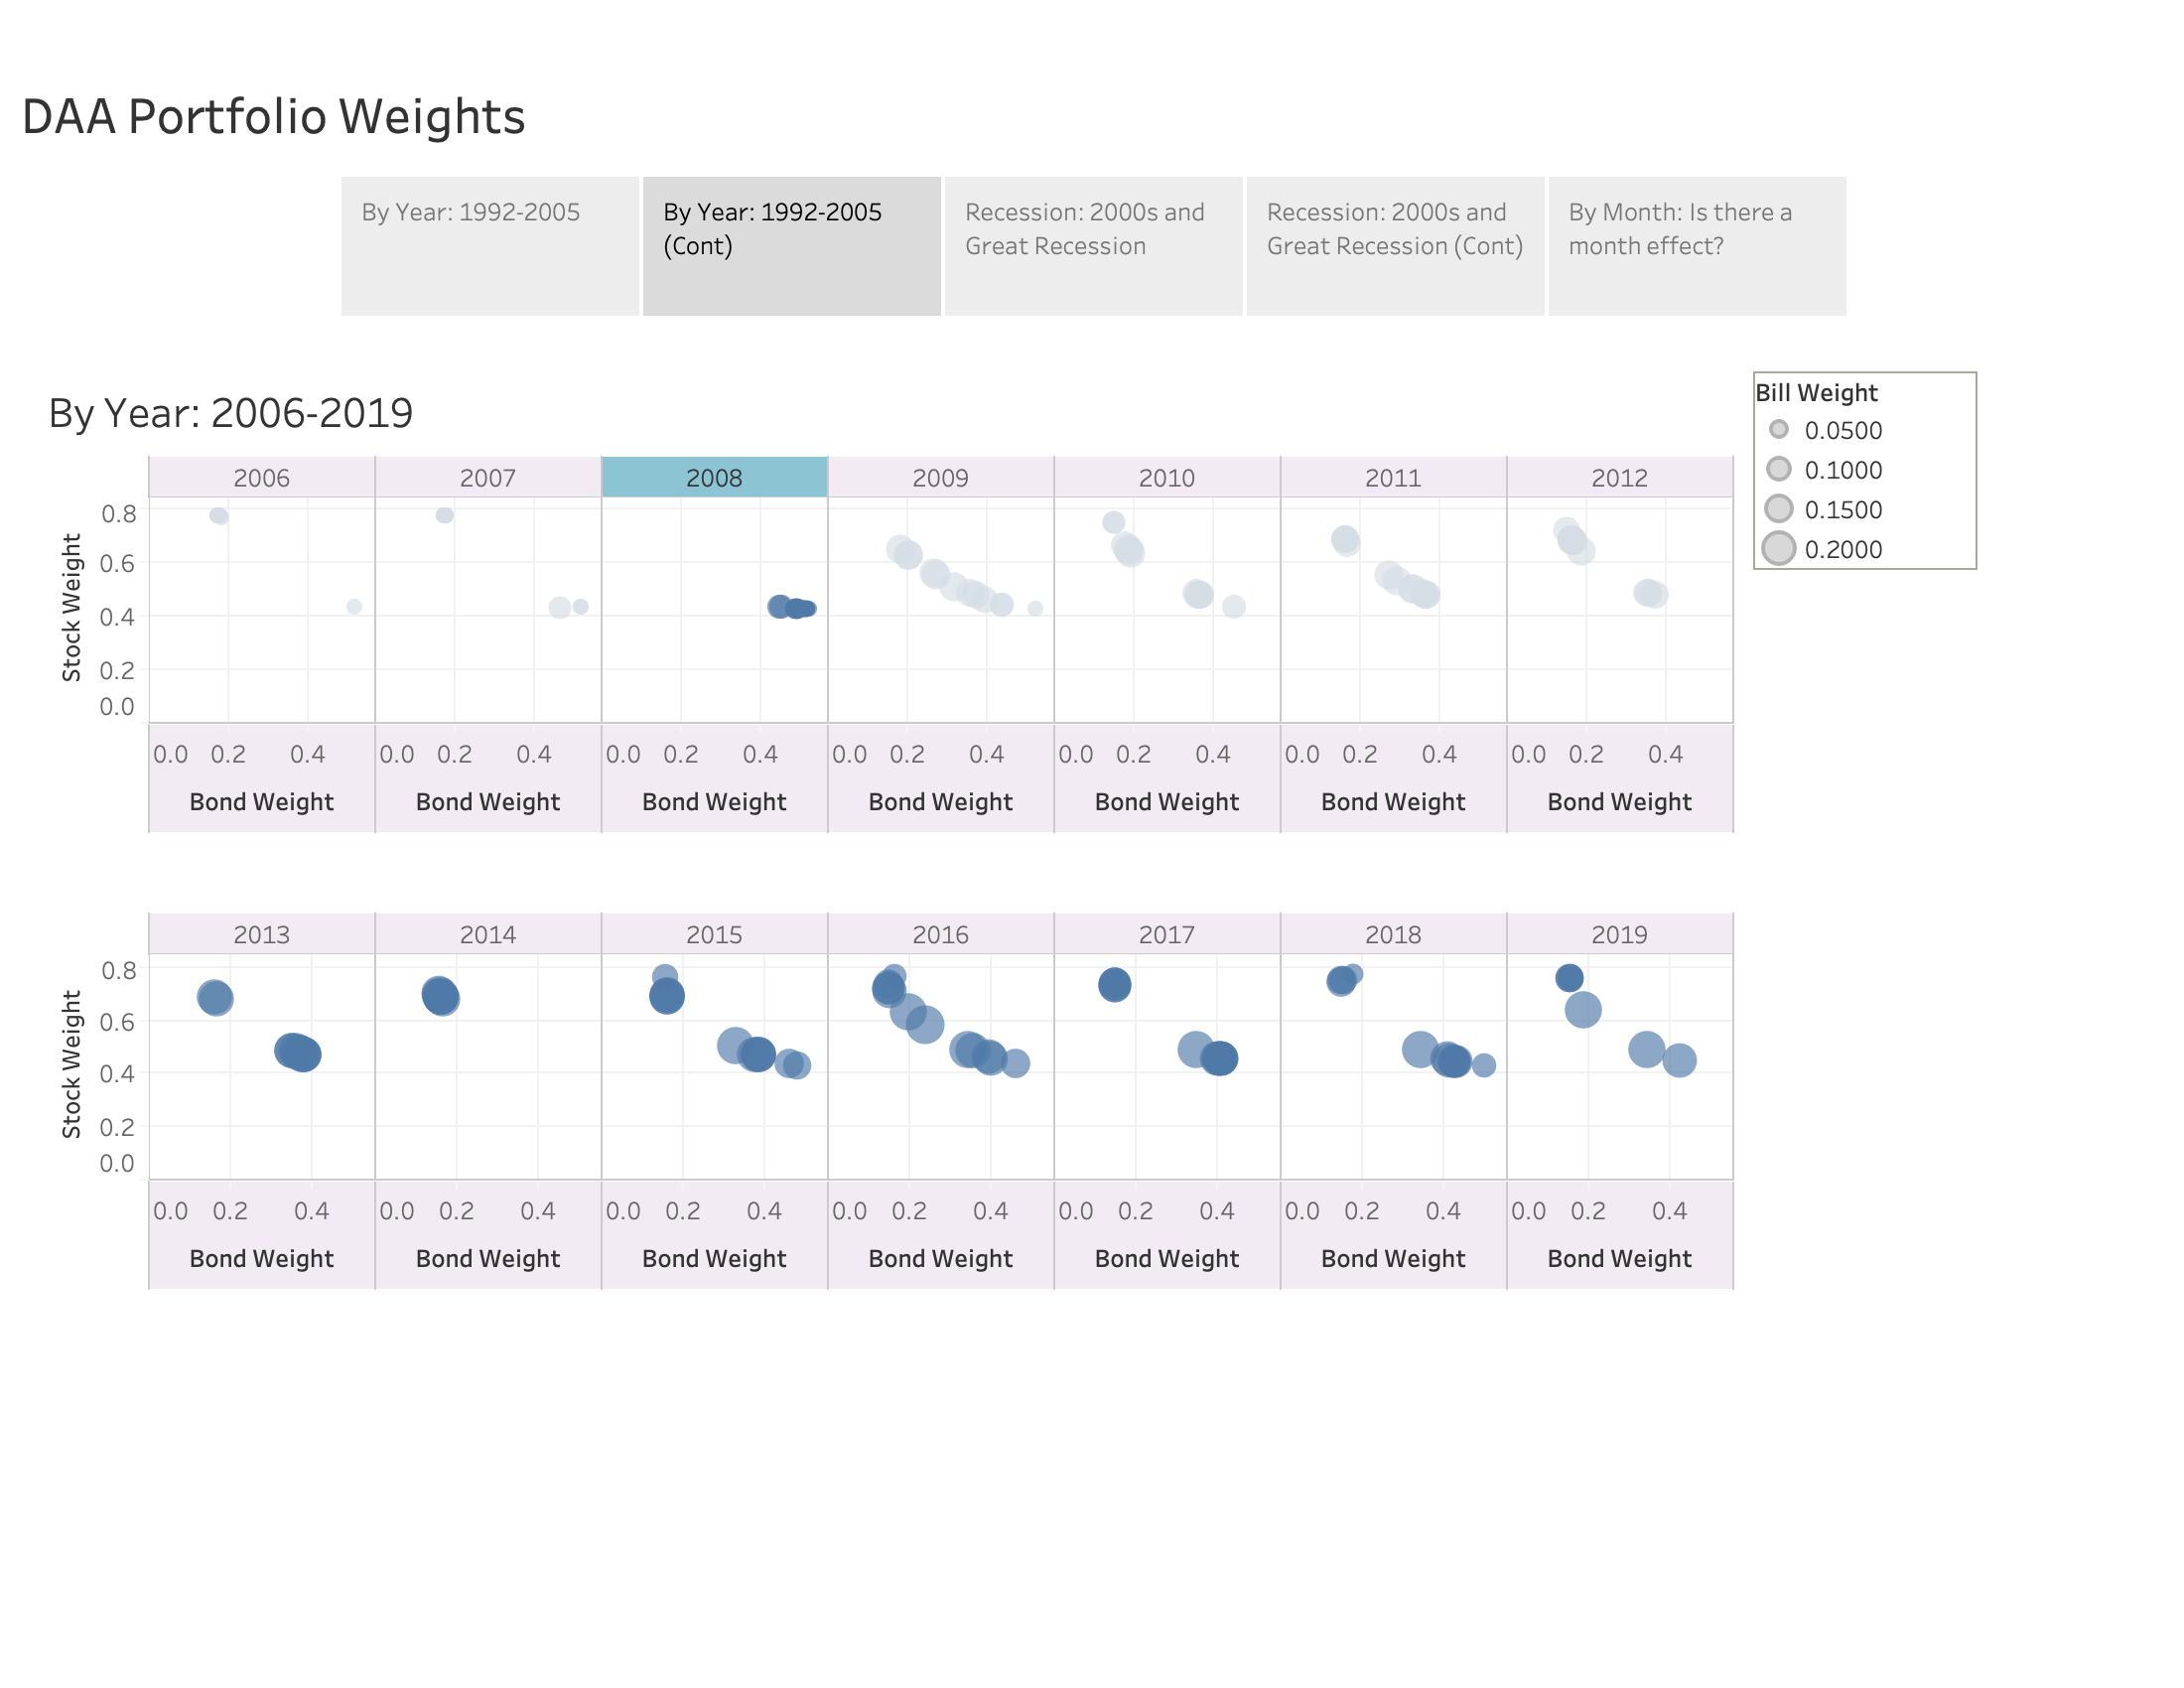 DAA Portfolio Weights
By Year: 1992-2005
By Year: 1992-2005
(Cont)
Recession: 2000s and
Great Recession
Recession: 2000s and
Great Recession (Cont)
By Month: Is there a
month effect?
By Year: 2006-2019
Bill Weight
0.0500
0.1000
0.1500
0.2000
2006 2007 2008 2009 2010 2011 2012
Stock Weight
0.8
0.6
0.4
0.2
0.0
0.0 0.2 0.4 0.0 0.2 0.4 0.0 0.2 0.4 0.0 0.2 0.4 0.0 0.2 0.4 0.0 0.2 0.4 0.0 0.2 0.4
Bond Weight Bond Weight Bond Weight Bond Weight Bond Weight Bond Weight Bond Weight
2013 2014 2015 2016 2017 2018 2019
Stock Weight
0.8
0.6
0.4
0.2
0.0
0.0 0.2 0.4 0.0 0.2 0.4 0.0 0.2 0.4 0.0 0.2 0.4 0.0 0.2 0.4 0.0 0.2 0.4 0.0 0.2 0.4
Bond Weight Bond Weight Bond Weight Bond Weight Bond Weight Bond Weight Bond Weight